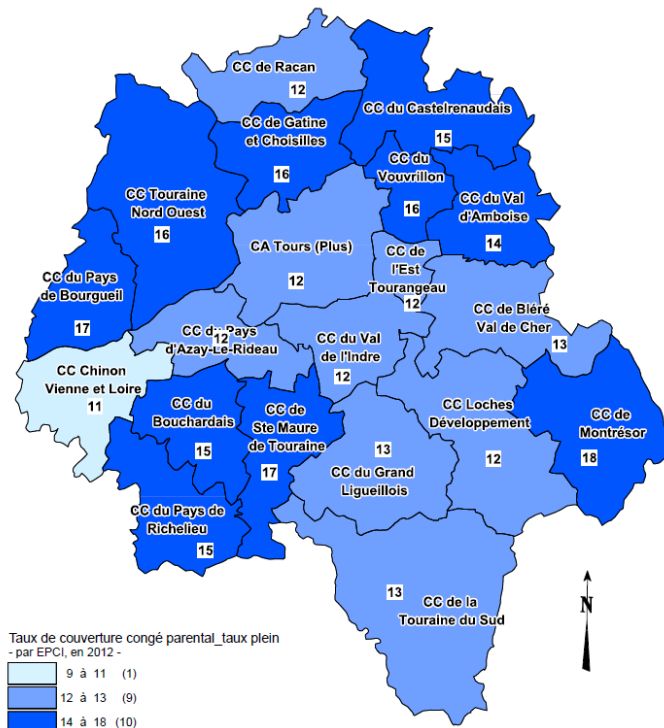 CC de Racan
12
CC du Castelrenaudais
15
CC de Gatine
et Choisilles
16
CC du
Vouvrillon
16
CC du Val
d'Amboise
14
CC Touraine
Nord Ouest
16
CA Tours (Plus)
12
CC de
l'Est
Tourangeau
12
CC du Pays
de Bourgueil
17
CC de Bléré
Val de Cher
13
CC du Pays
d'Azay-Le-Rideau
12
CC du Val
de l'Indre
12
CC Chinon
Vienne et Loire
11
CC du
Bouchardais
15
CC de
Ste Maure
de Touraine
17
CC Loches
Développement
12
CC de
Montrésor
18
13
CC du Grand
Ligueillois
CC du Pays de
Richelieu
15
13
CC de la
Touraine du Sud
N
Taux de couverture congé parental_taux plein
- par EPCI, en 2012 -
9 à 11 (1)
12 à 13 (9)
14 à 18 (10)